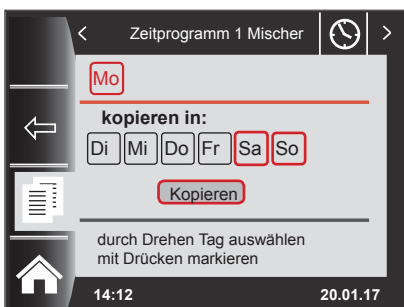 < Zeitprogramm 1 Mischer >
Mo
kopieren in:
Di Mi Do Fr Sa So
Kopieren
durch Drehen Tag auswählen
mit Drücken markieren
14:12 20.01.17